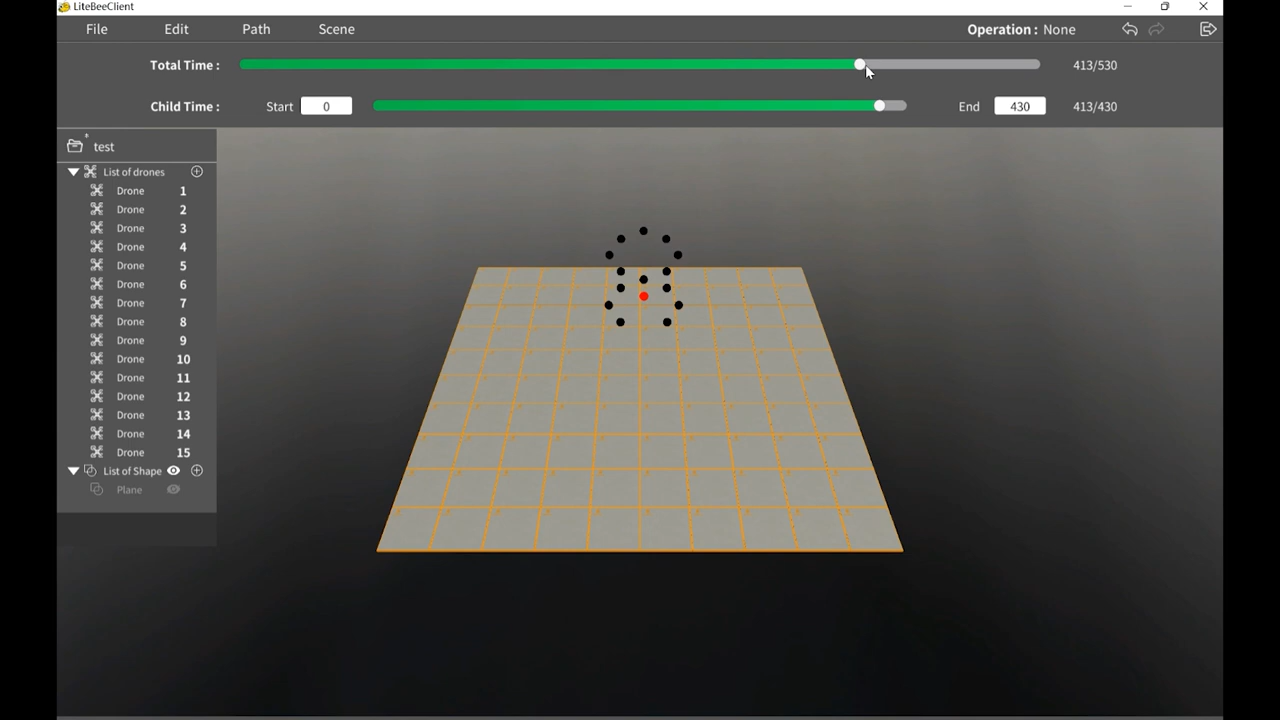 LiteBeeClient
File Edit Path Scene Operation : None
Total Time : 413/530
Child Time : Start 0 End 430 413/430
* test
List of drones
Drone 1
Drone 2
Drone 3
Drone 4
Drone 5
Drone 6
Drone 7
Drone 8
Drone 9
Drone 10
Drone 11
Drone 12
Drone 13
Drone 14
Drone 15
List of Shape
Plane